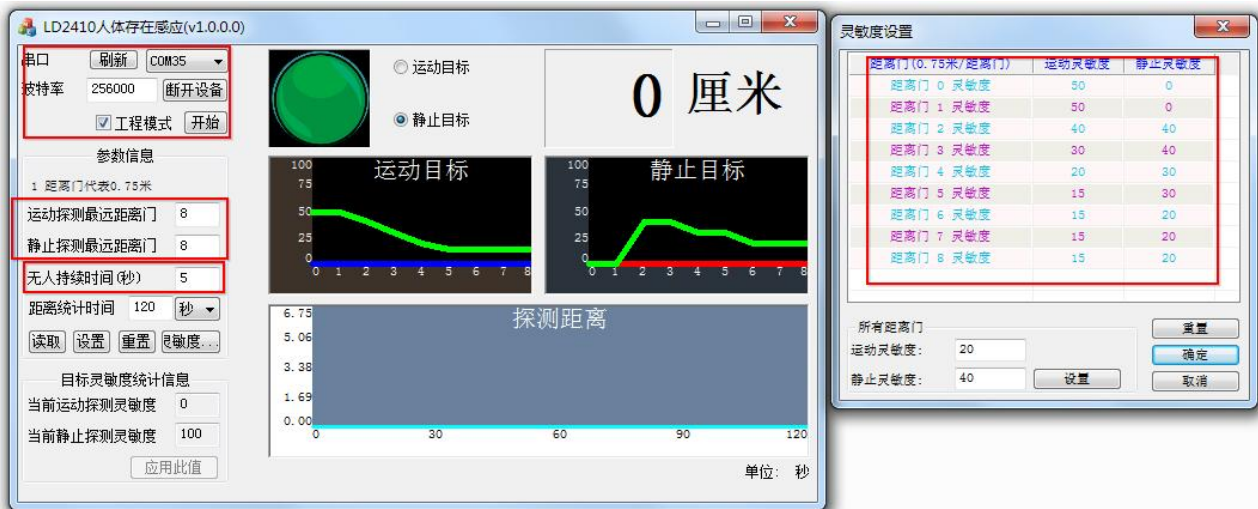 LD2410人体存在感应(v1.0.0.0)
串口 刷新 COM35
波特率 256000 断开设备
工程模式 开始
参数信息
1 距离门代表0.75米
运动探测最远距离门 8
静止探测最远距离门 8
无人持续时间(秒) 5
距离统计时间 120 秒
读取 设置 重置 灵敏度...
目标灵敏度统计信息
当前运动探测灵敏度 0
当前静止探测灵敏度 100
应用此值
运动目标
静止目标
0 厘米
运动目标
100
75
50
25
0
0 1 2 3 4 5 6 7 8
静止目标
100
75
50
25
0
0 1 2 3 4 5 6 7 8
探测距离
6.75
5.06
3.38
1.69
0.00
0 30 60 90 120
单位: 秒
灵敏度设置
距离门(0.75米/距离门) 运动灵敏度 静止灵敏度
距离门 0 灵敏度 50 0
距离门 1 灵敏度 50 0
距离门 2 灵敏度 40 40
距离门 3 灵敏度 30 40
距离门 4 灵敏度 20 30
距离门 5 灵敏度 15 30
距离门 6 灵敏度 15 20
距离门 7 灵敏度 15 20
距离门 8 灵敏度 15 20
所有距离门
运动灵敏度: 20
静止灵敏度: 40 设置
重置
确定
取消